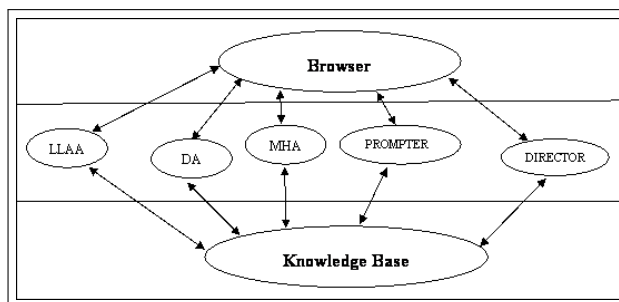 Browser
LLAA
DA
MHA
PROMPTER
DIRECTOR
Knowledge Base